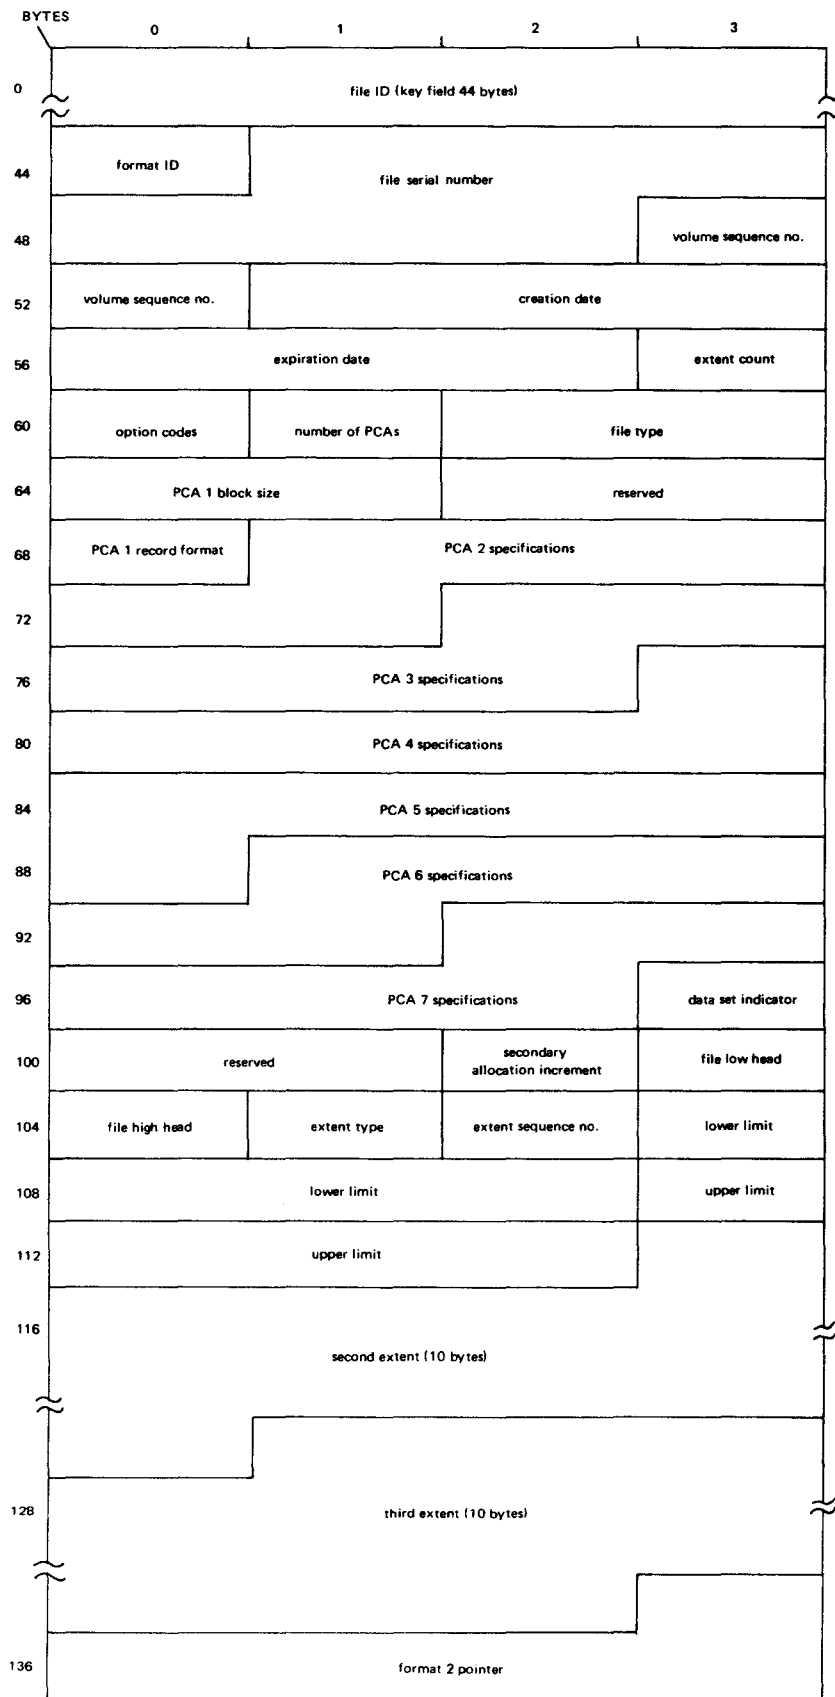 BYTES
0 1 2 3
0 file ID (key field 44 bytes)
44 format ID file serial number
48 volume sequence no.
52 volume sequence no. creation date
56 expiration date extent count
60 option codes number of PCAs file type
64 PCA 1 block size reserved
68 PCA 1 record format PCA 2 specifications
72
76 PCA 3 specifications
80 PCA 4 specifications
84 PCA 5 specifications
88 PCA 6 specifications
92
96 PCA 7 specifications data set indicator
100 reserved secondary allocation increment file low head
104 file high head extent type extent sequence no. lower limit
108 lower limit upper limit
112 upper limit
116
second extent (10 bytes)
128 third extent (10 bytes)
136 format 2 pointer